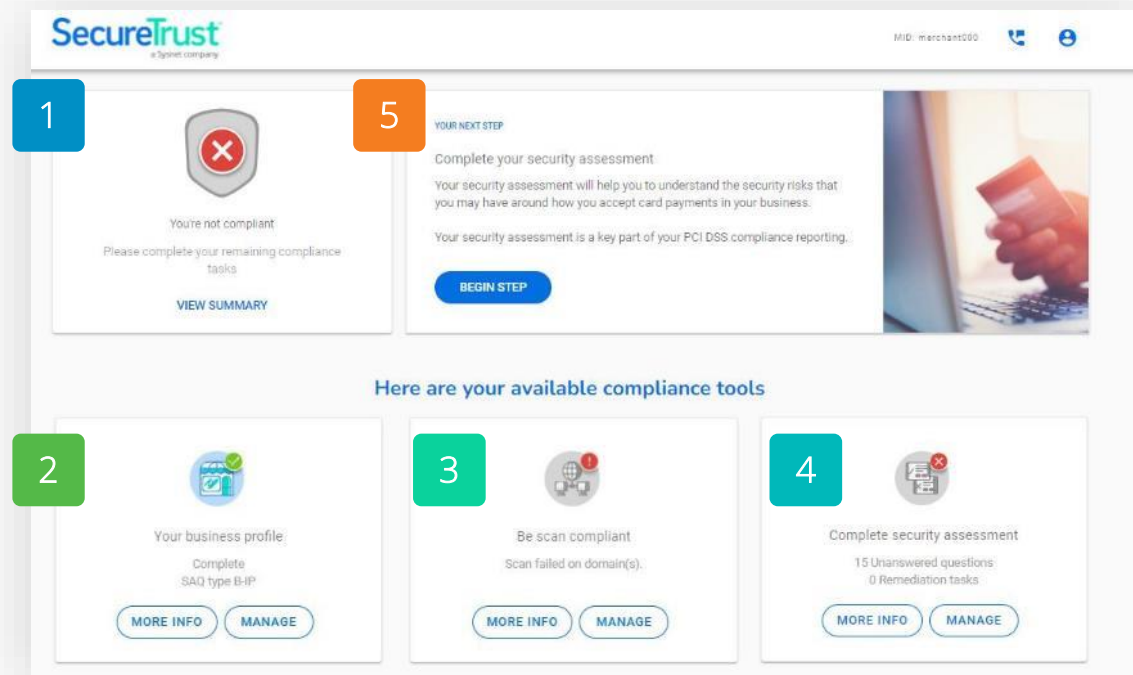 SecureTrust
a Sysnet company
MID: merchant000
1
You're not compliant
Please complete your remaining compliance
tasks
VIEW SUMMARY
5
YOUR NEXT STEP
Complete your security assessment
Your security assessment will help you to understand the security risks that
you may have around how you accept card payments in your business.
Your security assessment is a key part of your PCI DSS compliance reporting.
BEGIN STEP
Here are your available compliance tools
2
Your business profile
Complete
SAQ type B-IP
MORE INFO
MANAGE
3
Be scan compliant
Scan failed on domain(s).
MORE INFO
MANAGE
4
Complete security assessment
15 Unanswered questions
0 Remediation tasks
MORE INFO
MANAGE